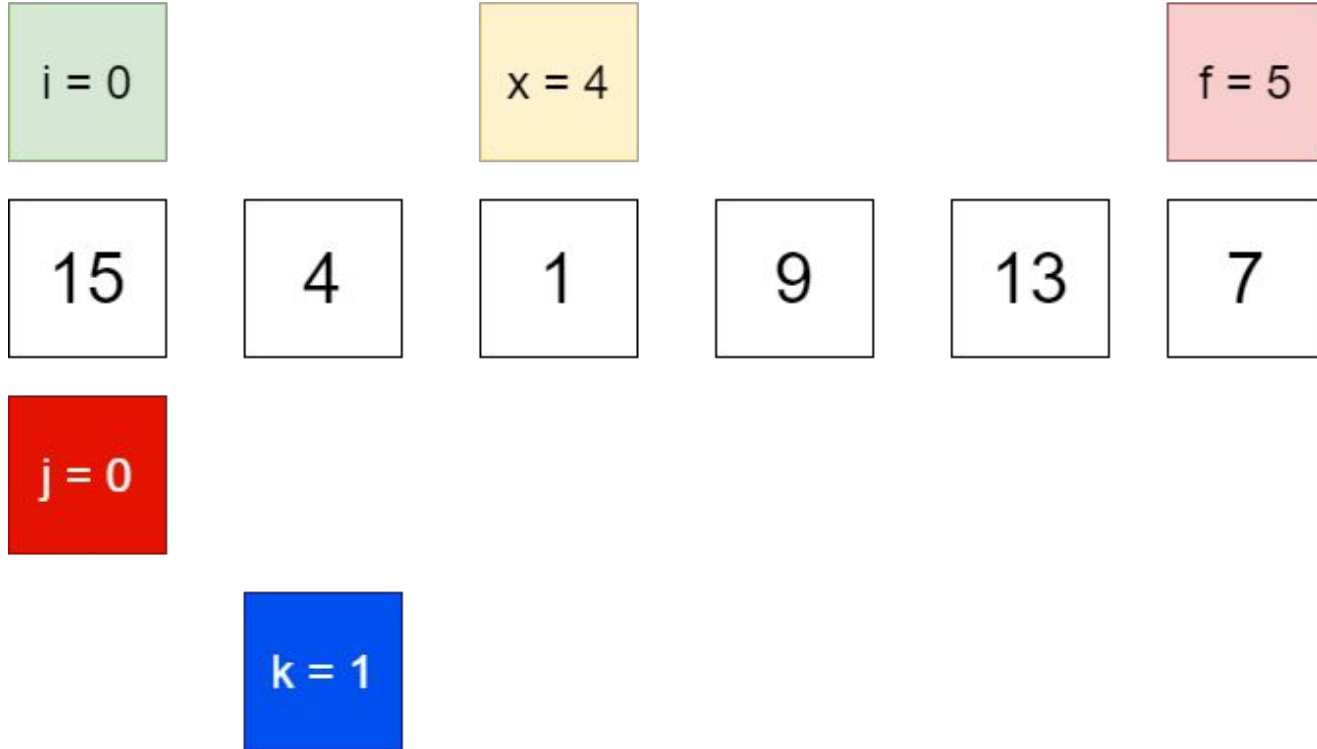 i = 0 x = 4 f = 5
15 4 1 9 13 7
j = 0
k = 1